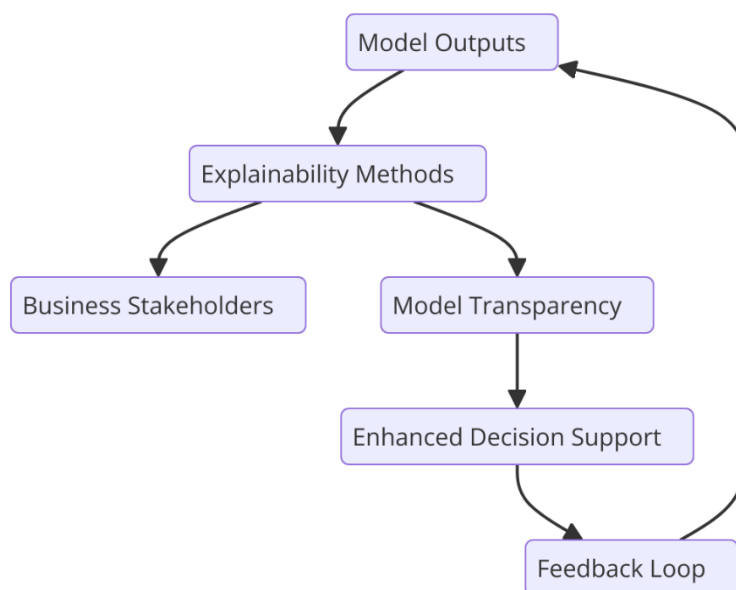 Model Outputs
Explainability Methods
Business Stakeholders
Model Transparency
Enhanced Decision Support
Feedback Loop